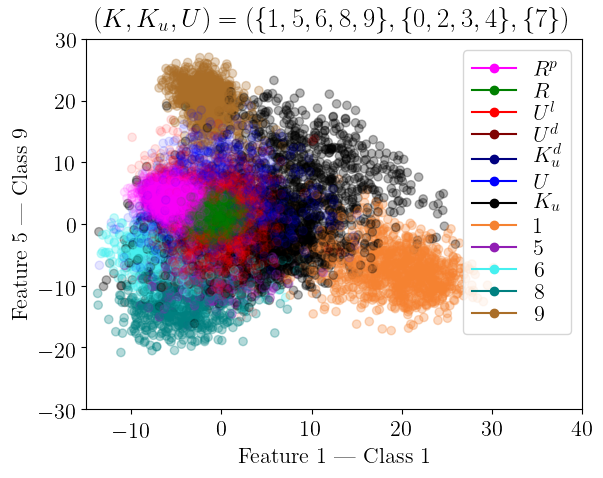 (K, K_u, U) = ({1, 5, 6, 8, 9}, {0, 2, 3, 4}, {7})
30
20
10
0
−10
−20
−30
Feature 5 — Class 9
−10 0 10 20 30 40
Feature 1 — Class 1
R^p
R
U^l
U^d
K_u^d
U
K_u
1
5
6
8
9